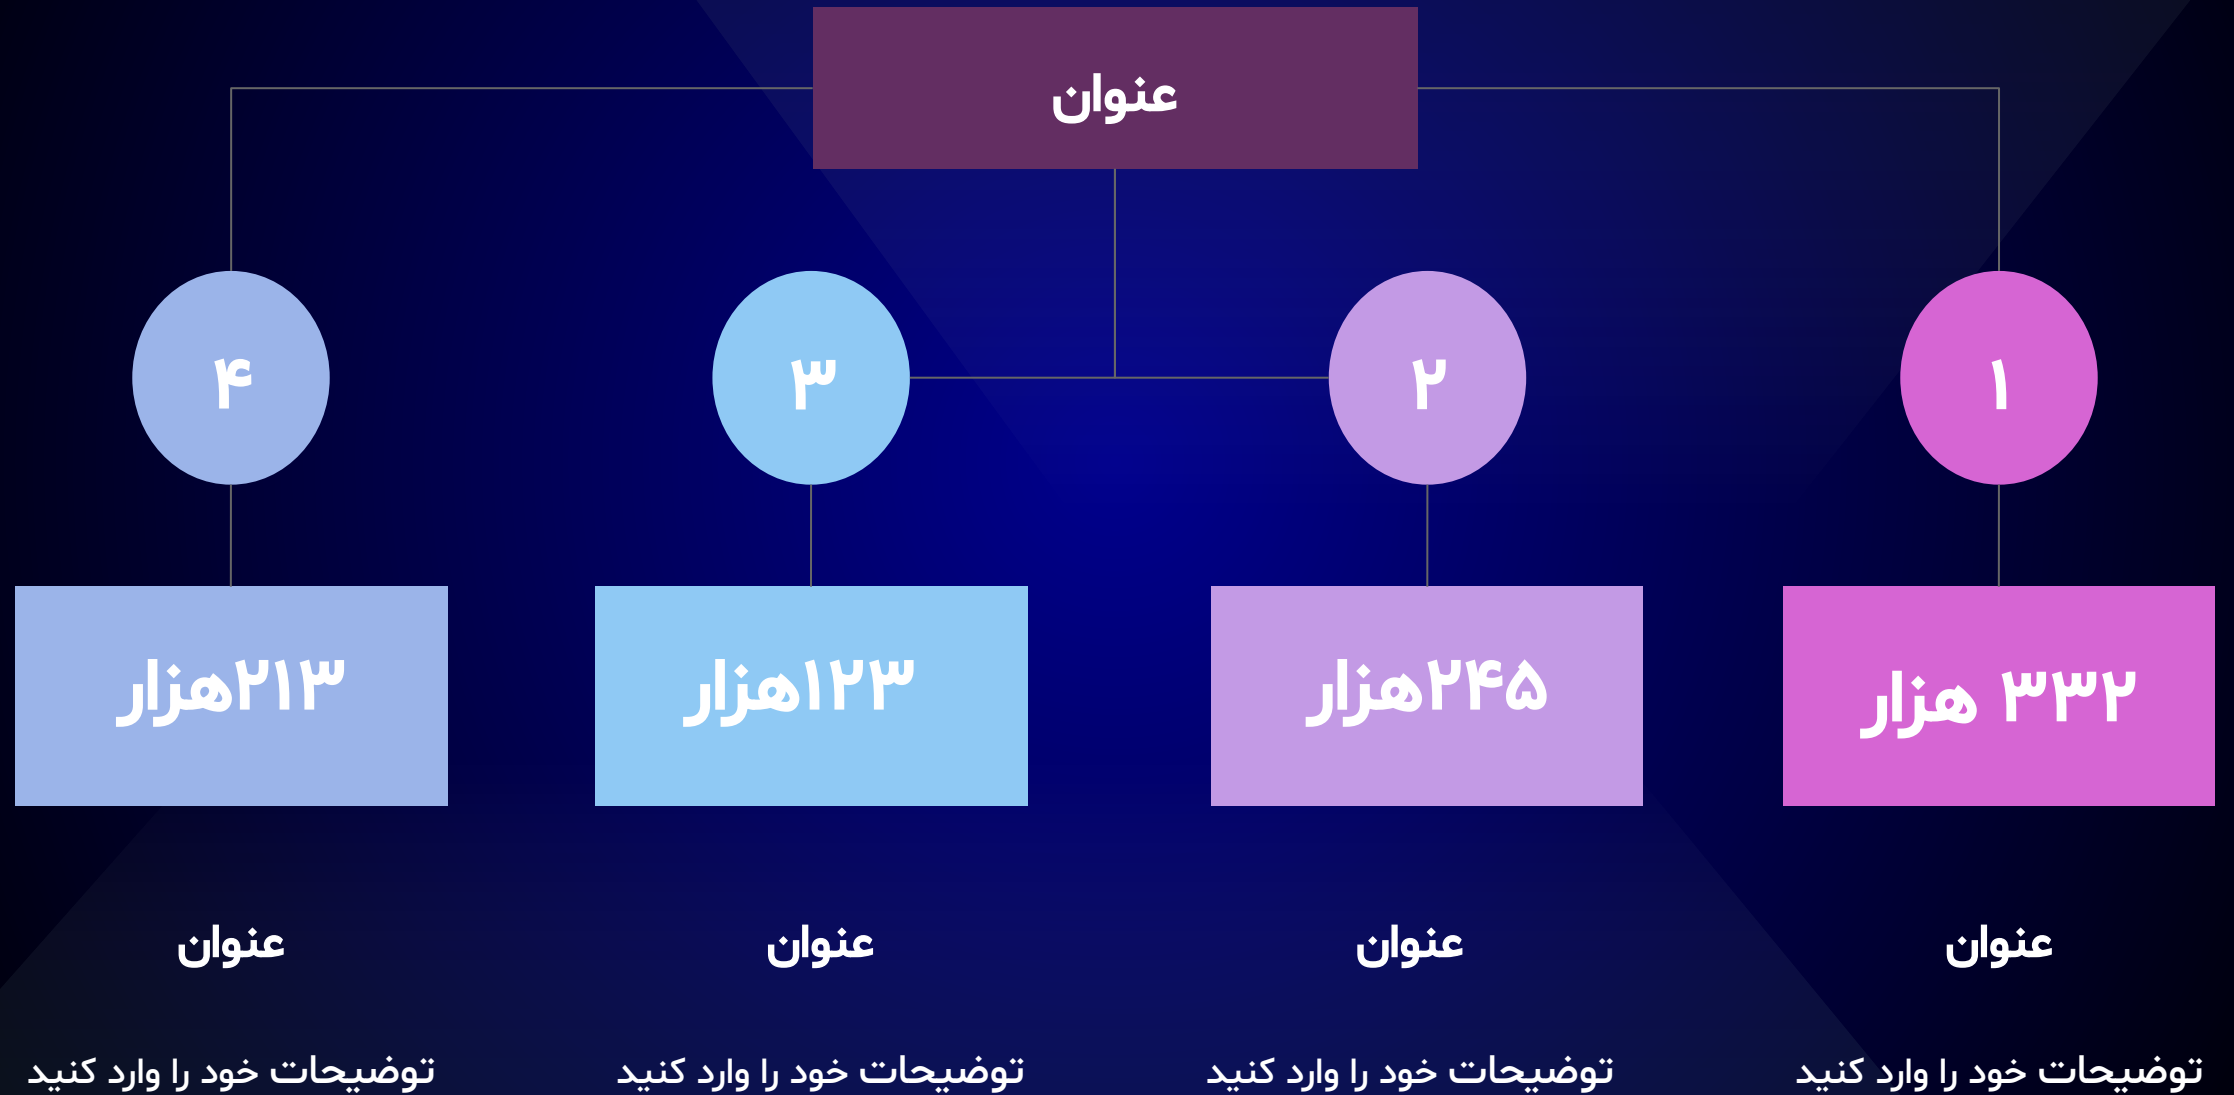 عنوان
۱
۲
۳
۴
۳۳۲ هزار
۲۴۵هزار
۱۲۳هزار
۲۱۳هزار
عنوان
عنوان
عنوان
عنوان
توضیحات خود را وارد کنید
توضیحات خود را وارد کنید
توضیحات خود را وارد کنید
توضیحات خود را وارد کنید